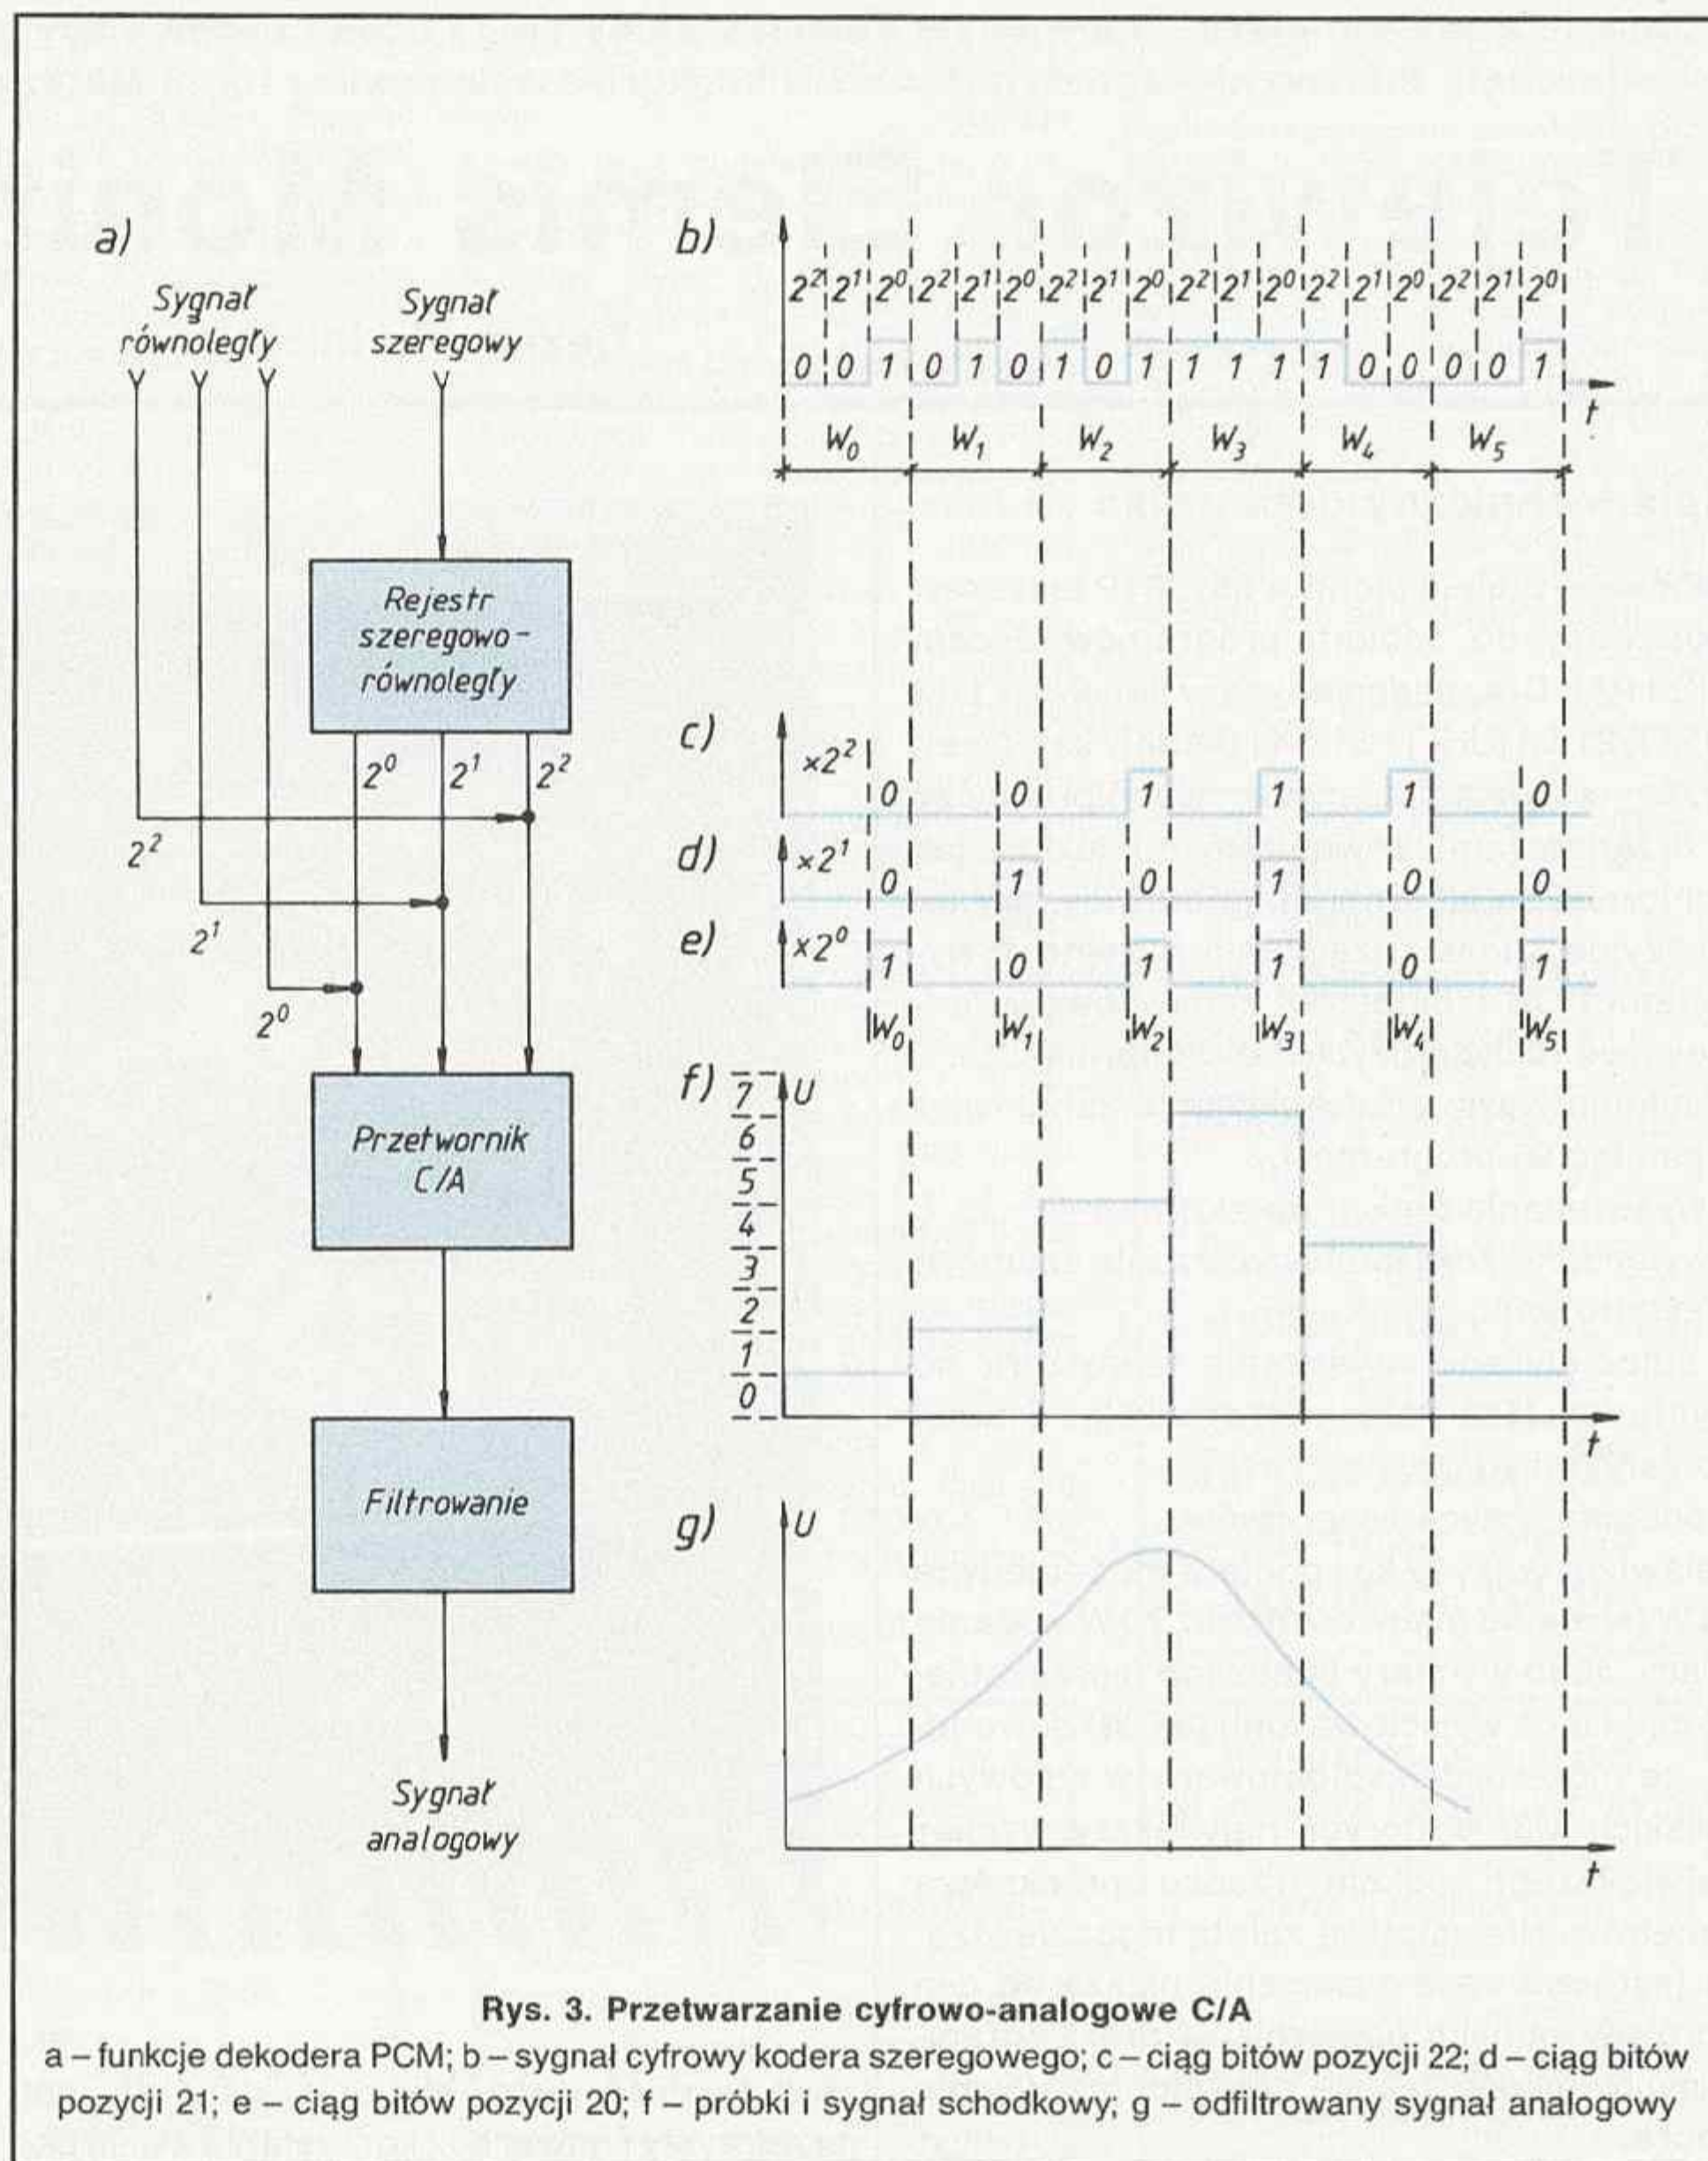 a)
Sygnał
równoległy
Sygnał
szeregowy
Rejestr
szeregowo-
równoległy
2⁰ 2¹ 2²
2²
2¹
2⁰
Przetwornik
C/A
Filtrowanie
Sygnał
analogowy
b)
2² 2¹ 2⁰ 2² 2¹ 2⁰ 2² 2¹ 2⁰ 2² 2¹ 2⁰ 2² 2¹ 2⁰ 2² 2¹ 2⁰
0 0 1 0 1 0 1 0 1 1 1 1 1 0 0 0 0 1
t
W₀ W₁ W₂ W₃ W₄ W₅
c)
×2² 0 0 1 1 1 0
d)
×2¹ 0 1 0 1 0 0
e)
×2⁰ 1 0 1 1 0 1
W₀ W₁ W₂ W₃ W₄ W₅
f)
U
7
6
5
4
3
2
1
0
t
g)
U
t
Rys. 3. Przetwarzanie cyfrowo-analogowe C/A
a – funkcje dekodera PCM; b – sygnał cyfrowy kodera szeregowego; c – ciąg bitów pozycji 22; d – ciąg bitów
pozycji 21; e – ciąg bitów pozycji 20; f – próbki i sygnał schodkowy; g – odfiltrowany sygnał analogowy